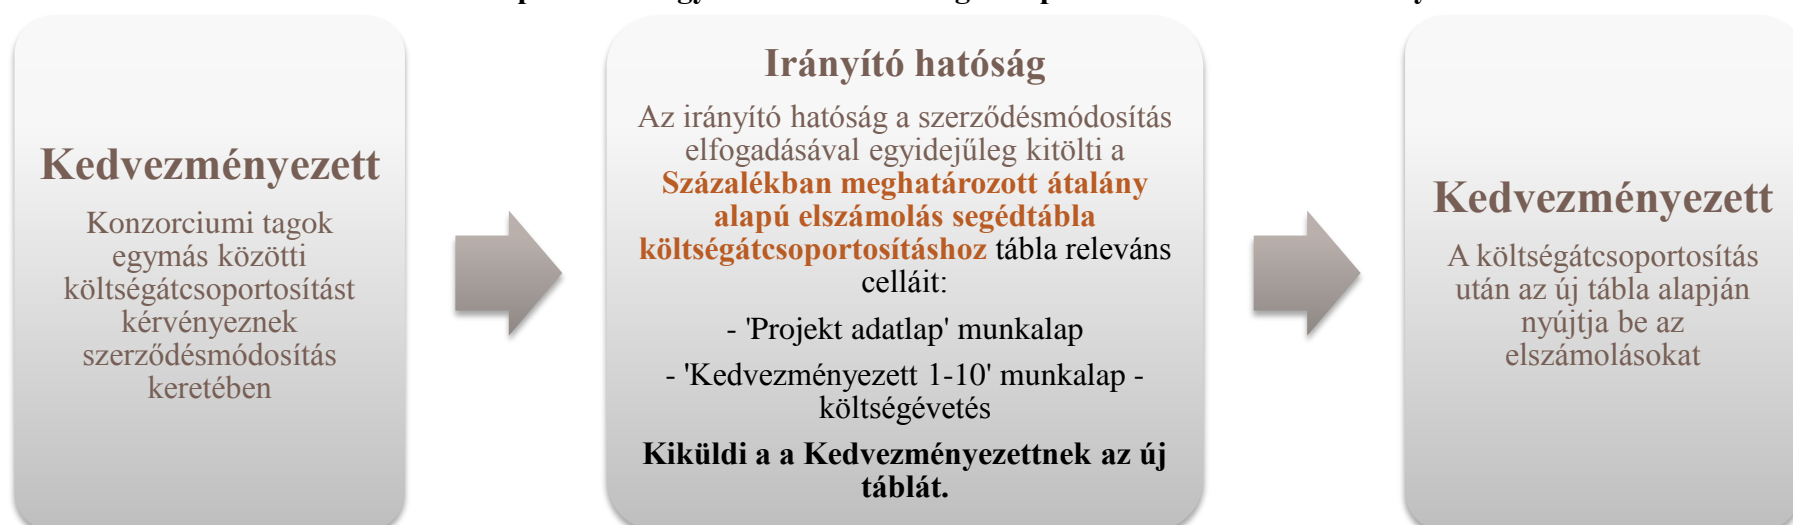 Kedvezményezett
Konzorciumi tagok
egymás közötti
költségátcsoportosítást
kérvényeznek
szerződésmódosítás
keretében
Irányító hatóság
Az irányító hatóság a szerződésmódosítás
elfogadásával egyidejűleg kitölti a
Százalékban meghatározott átalány
alapú elszámolás segédtábla
költségátcsoportosításhoz tábla releváns
celláit:
- 'Projekt adatlap' munkalap
- 'Kedvezményezett 1-10' munkalap -
költségévetés
Kiküldi a a Kedvezményezettnek az új
táblát.
Kedvezményezett
A költségátcsoportosítás
után az új tábla alapján
nyújtja be az
elszámolásokat